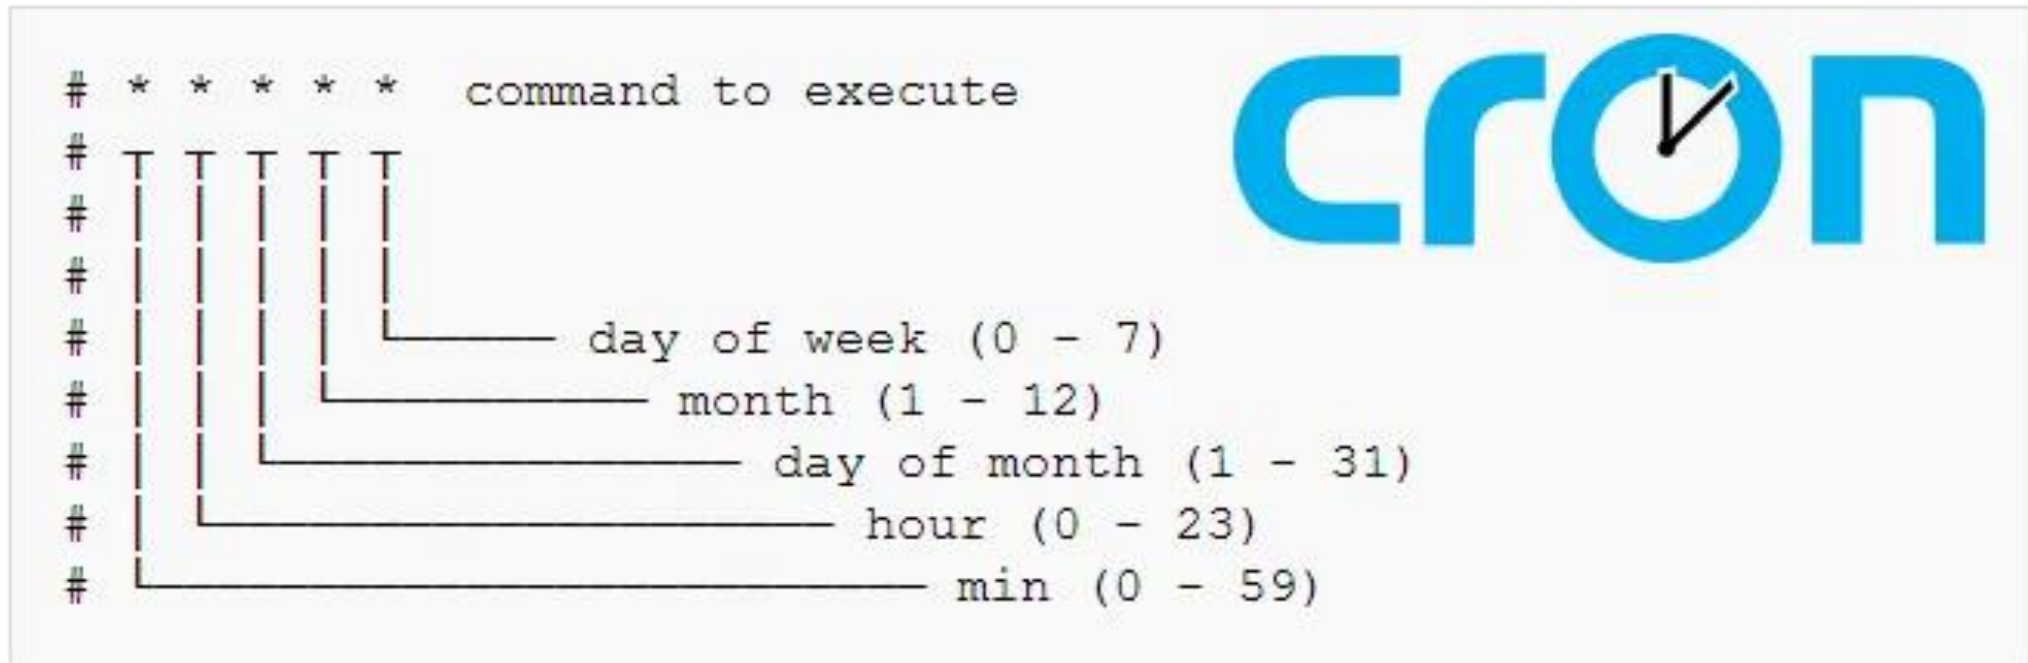 # * * * * * command to execute
cron
#
#
#
# day of week (0 - 7)
# month (1 - 12)
# day of month (1 - 31)
# hour (0 - 23)
# min (0 - 59)